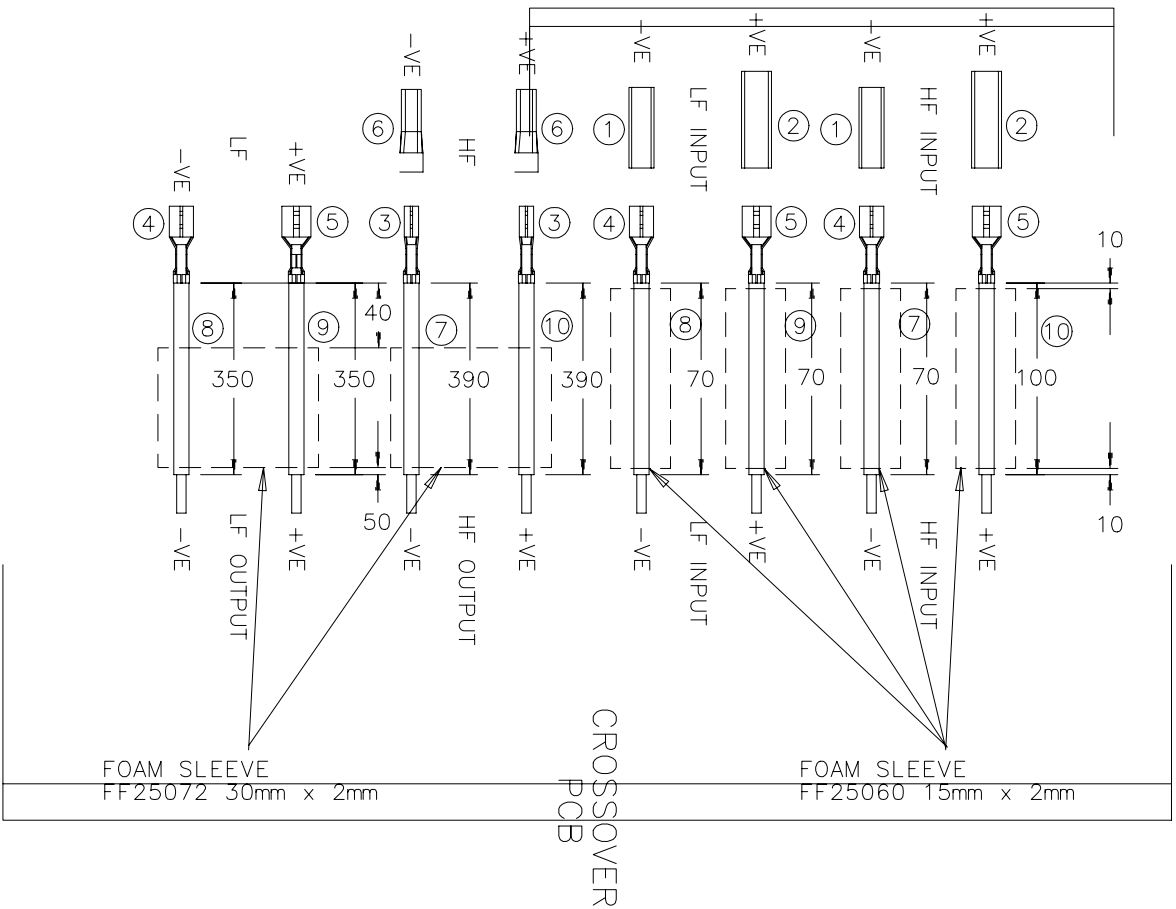 -VE
+VE
-VE
+VE
-VE
+VE
LF INPUT
HF INPUT
HF
6
6
1
2
1
2
LF
-VE
+VE
4
5
3
3
4
5
4
5
10
40
8
9
7
10
8
9
7
10
350
350
390
390
70
70
70
100
50
10
-VE
+VE
-VE
+VE
-VE
+VE
-VE
+VE
LF OUTPUT
HF OUTPUT
LF INPUT
HF INPUT
CROSSOVER
PCB
FOAM SLEEVE
FF25072 30mm x 2mm
FOAM SLEEVE
FF25060 15mm x 2mm